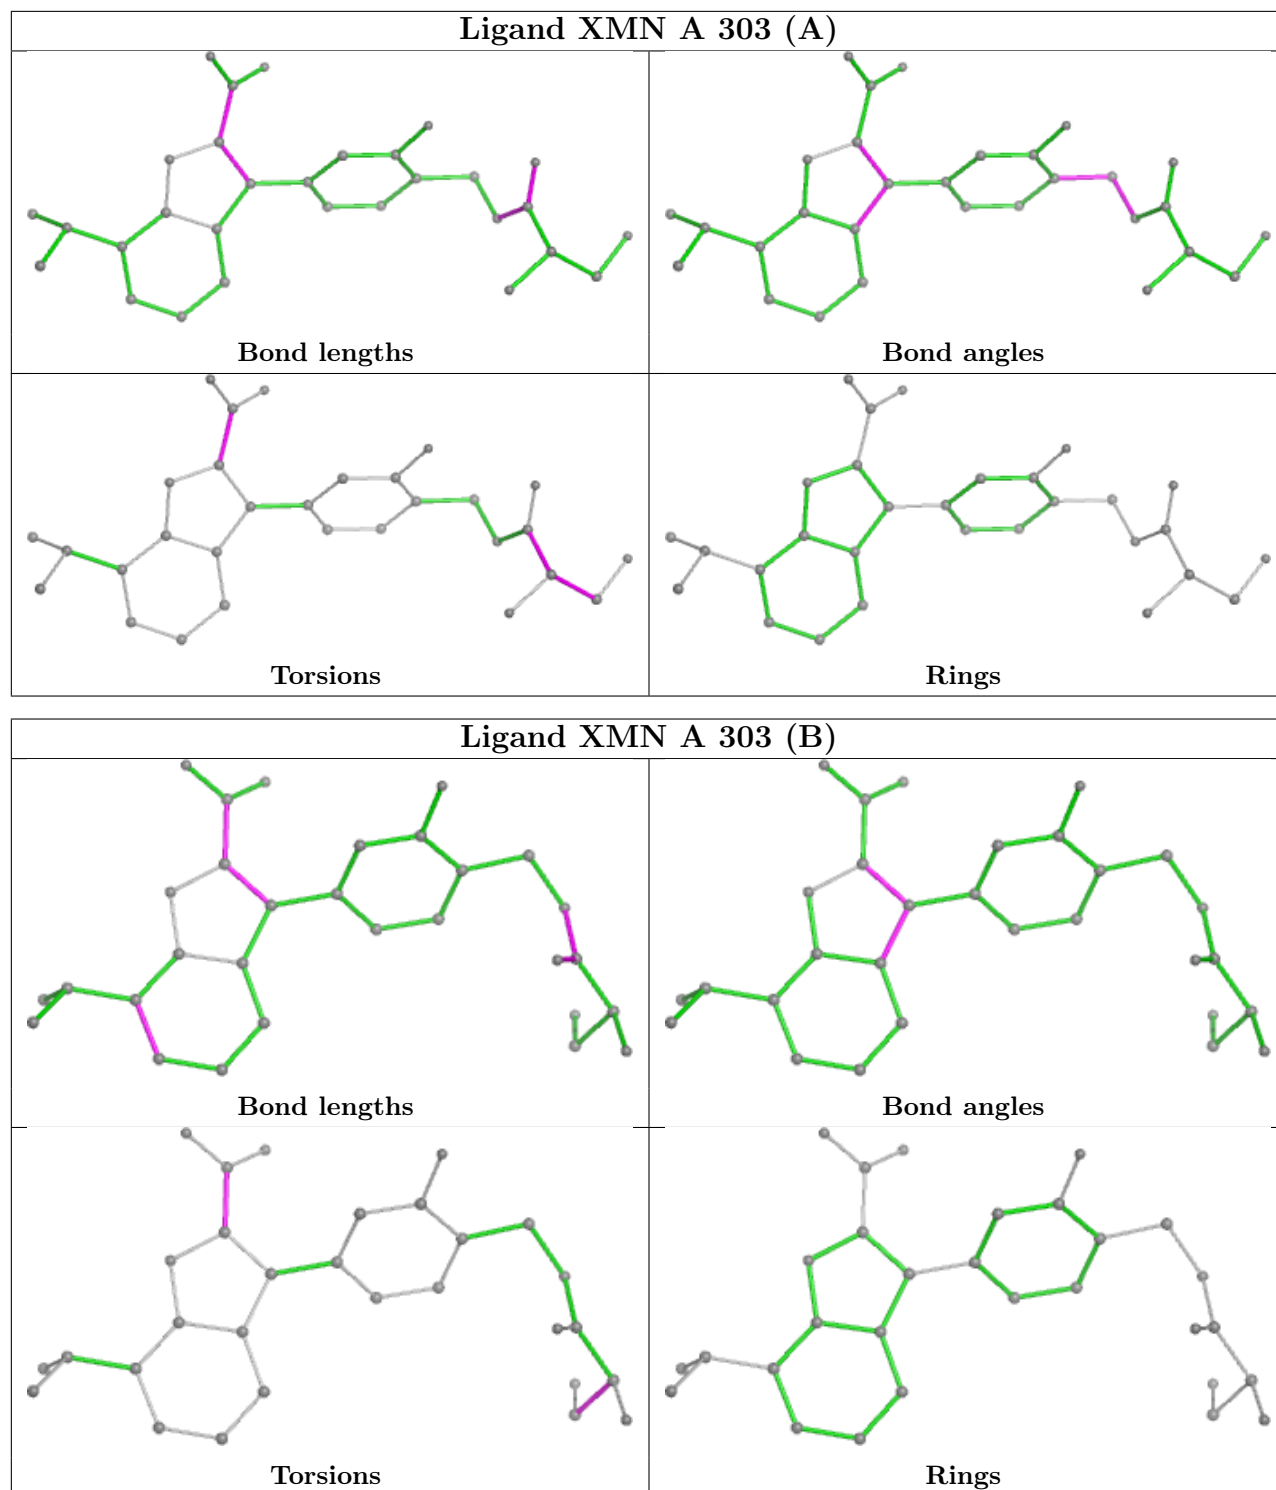 Ligand XMN A 303 (A)
Bond lengths
Bond angles
Torsions
Rings
Ligand XMN A 303 (B)
Bond lengths
Bond angles
Torsions
Rings